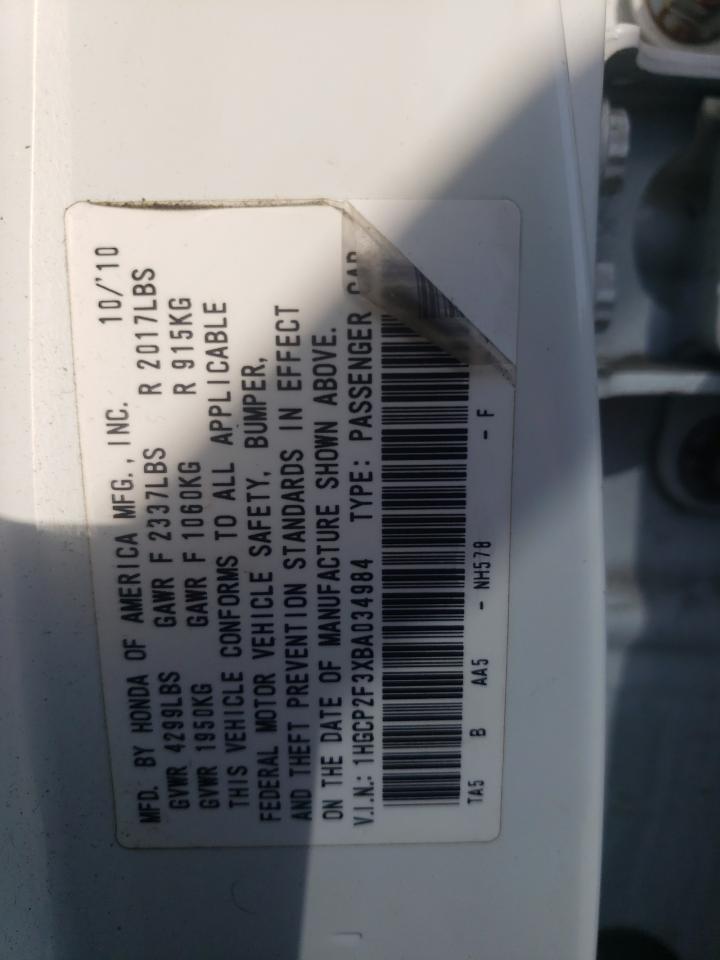 MFD. BY HONDA OF AMERICA MFG., INC. 10/'10
GVWR 4299LBS GAWR F 2337LBS R 2017LBS
GVWR 1950KG GAWR F 1060KG R 915KG
THIS VEHICLE CONFORMS TO ALL APPLICABLE
FEDERAL MOTOR VEHICLE SAFETY, BUMPER,
AND THEFT PREVENTION STANDARDS IN EFFECT
ON THE DATE OF MANUFACTURE SHOWN ABOVE.
V.I.N.: 1HGCP2F3XBA034984 TYPE: PASSENGER CAR
TA5 B AA5 - NH578 - F